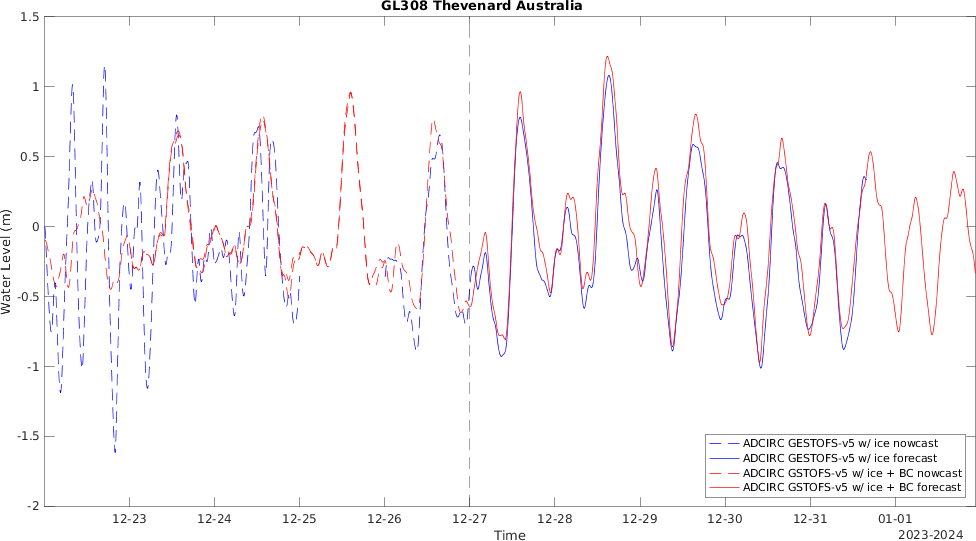 GL308 Thevenard Australia
1.5
1
0.5
0
-0.5
-1
-1.5
-2
Water Level (m)
12-23 12-24 12-25 12-26 12-27 12-28 12-29 12-30 12-31 01-01
Time
2023-2024
ADCIRC GESTOFS-v5 w/ ice nowcast
ADCIRC GESTOFS-v5 w/ ice forecast
ADCIRC GSTOFS-v5 w/ ice + BC nowcast
ADCIRC GSTOFS-v5 w/ ice + BC forecast